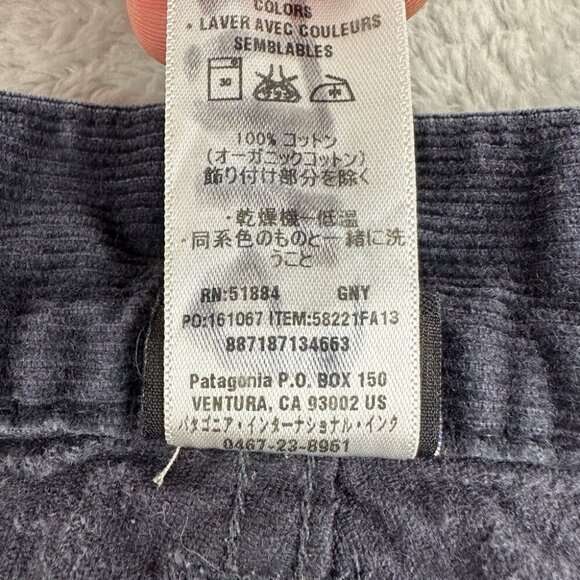 COLORS
• LAVER AVEC COULEURS
SEMBLABLES
30
100% コットン
(オーガニックコットン)
飾り付け部分を除く
・乾燥機ー低温
・同系色のものと一緒に洗
うこと
RN:51884 GNY
PO:161067 ITEM:58221FA13
887187134663
Patagonia P.O. BOX 150
VENTURA, CA 93002 US
パタゴニア・インターナショナル・インク
0467-23-8961